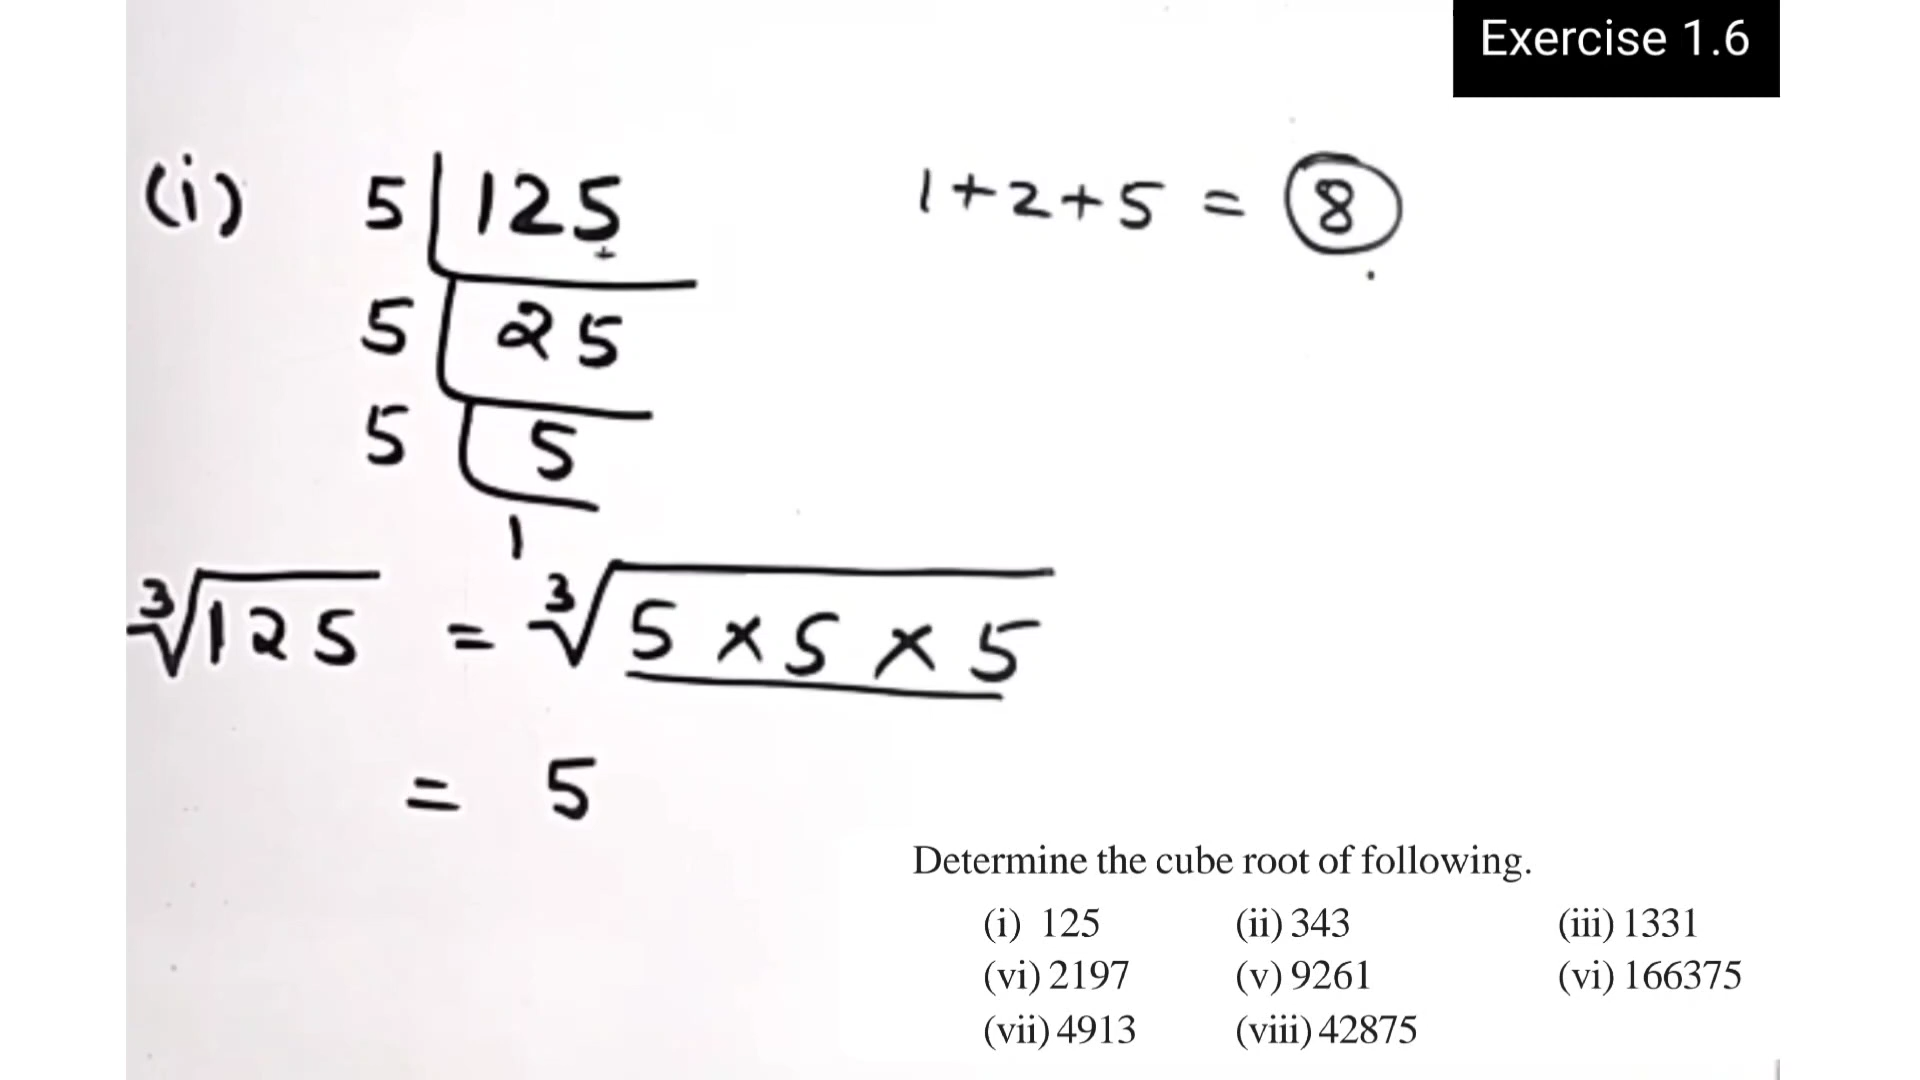 Exercise 1.6
(i) 5 | 125 1+2+5 = 8
5 | 25
5 | 5
1
∛125 = ∛5 × 5 × 5
= 5
Determine the cube root of following.
(i) 125 (ii) 343 (iii) 1331
(vi) 2197 (v) 9261 (vi) 166375
(vii) 4913 (viii) 42875